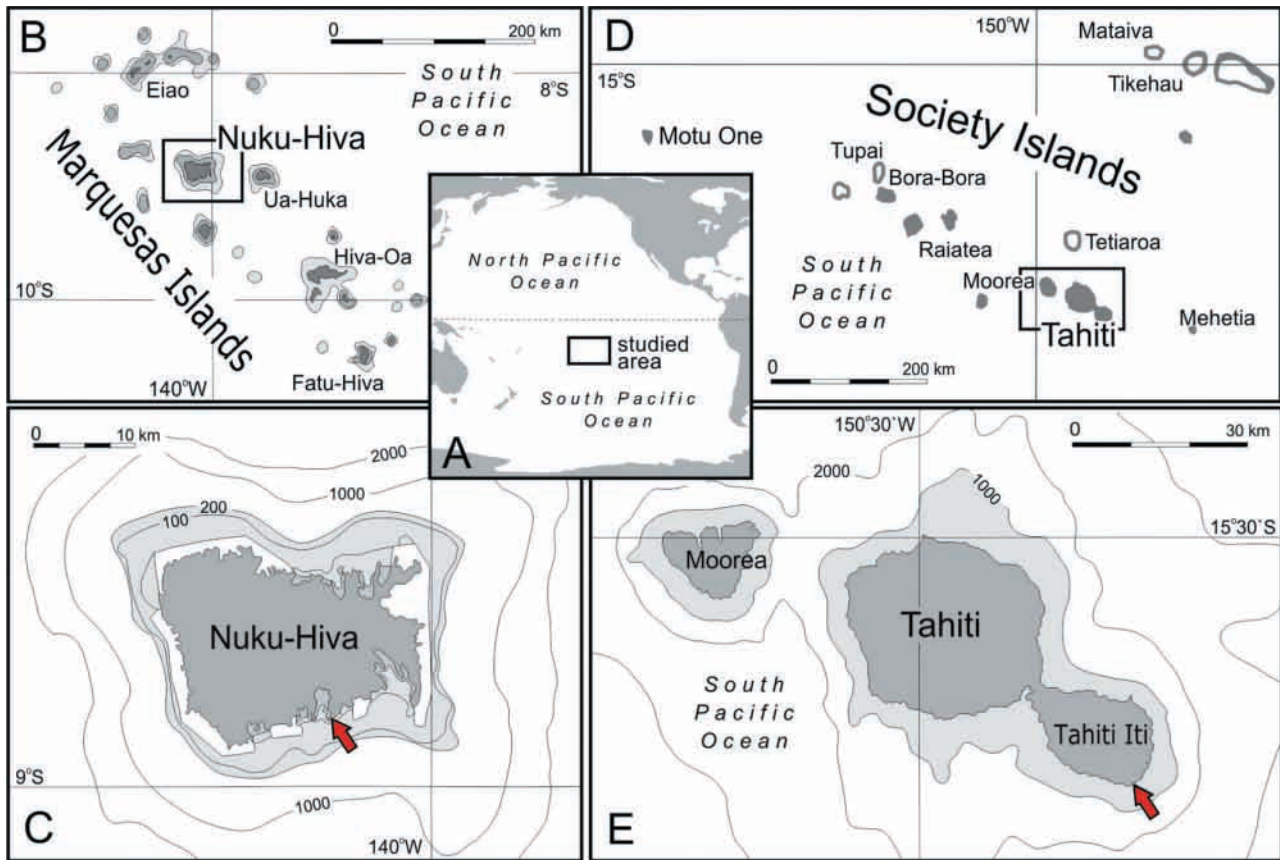 B
0 200 km
South
Pacific
Ocean
8°S
Eiao
Nuku-Hiva
Ua-Huka
Marquesas Islands
Hiva-Oa
10°S
140°W
Fatu-Hiva
D
150°W
Mataiva
15°S
Tikehau
Society Islands
Motu One
Tupai
Bora-Bora
Raiatea
Tetiaroa
South
Pacific
Ocean
Moorea
Tahiti
Mehetia
0 200 km
North Pacific
Ocean
studied
area
South Pacific
Ocean
A
0 10 km
2000
1000
200
100
Nuku-Hiva
9°S
1000
140°W
C
150°30'W
0 30 km
2000
1000
15°30'S
Moorea
Tahiti
South
Pacific
Ocean
Tahiti Iti
E